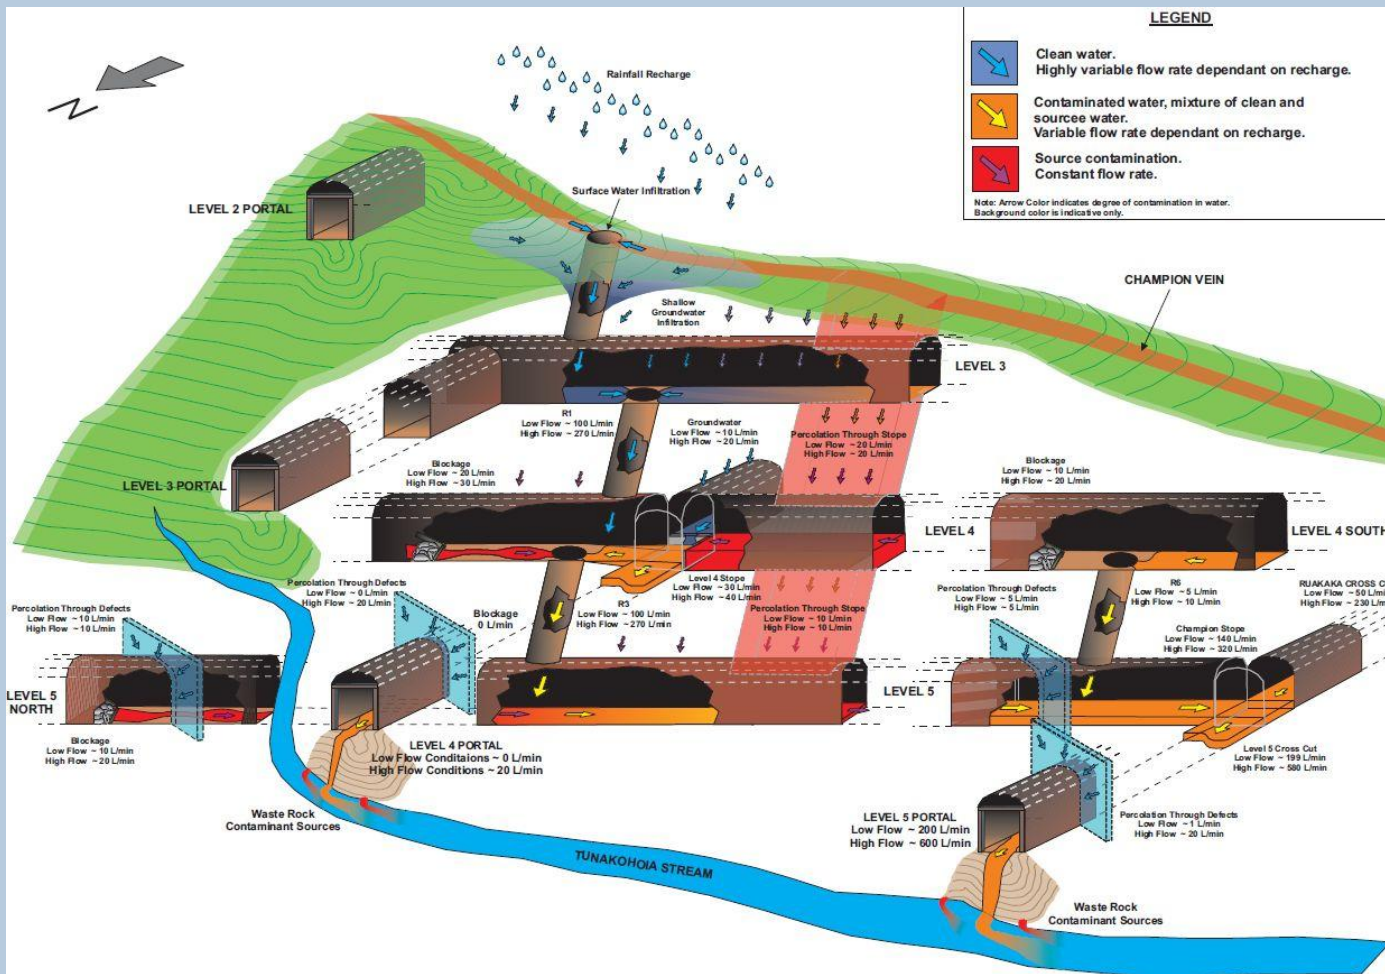 LEGEND
Clean water.
Highly variable flow rate dependant on recharge.
Contaminated water, mixture of clean and
sourcee water.
Variable flow rate dependant on recharge.
Source contamination.
Constant flow rate.
Note: Arrow Color indicates degree of contamination in water.
Background color is indicative only.
N
Rainfall Recharge
Surface Water Infiltration
LEVEL 2 PORTAL
CHAMPION VEIN
Shallow
Groundwater
Infiltration
LEVEL 3
R1
Low Flow ~ 100 L/min
High Flow ~ 270 L/min
Groundwater
Low Flow ~ 10 L/min
High Flow ~ 20 L/min
Percolation Through Stope
Low Flow ~ 20 L/min
High Flow ~ 20 L/min
Blockage
Low Flow ~ 20 L/min
High Flow ~ 30 L/min
Blockage
Low Flow ~ 10 L/min
High Flow ~ 20 L/min
LEVEL 3 PORTAL
LEVEL 4
LEVEL 4 SOUTH
Percolation Through Defects
Low Flow ~ 0 L/min
High Flow ~ 20 L/min
Level 4 Stope
Low Flow ~ 30 L/min
High Flow ~ 40 L/min
R3
Low Flow ~ 100 L/min
High Flow ~ 270 L/min
Percolation Through Stope
Low Flow ~ 10 L/min
High Flow ~ 10 L/min
Percolation Through Defects
Low Flow ~ 5 L/min
High Flow ~ 5 L/min
R6
Low Flow ~ 5 L/min
High Flow ~ 10 L/min
RUAKAKA CROSS C
Low Flow ~ 50 L/mi
High Flow ~ 230 L/m
Percolation Through Defects
Low Flow ~ 10 L/min
High Flow ~ 10 L/min
Blockage
0 L/min
Champion Stope
Low Flow ~ 140 L/min
High Flow ~ 320 L/min
LEVEL 5
NORTH
LEVEL 5
Blockage
Low Flow ~ 10 L/min
High Flow ~ 20 L/min
LEVEL 4 PORTAL
Low Flow Conditaions ~ 0 L/min
High Flow Conditions ~ 20 L/min
Level 5 Cross Cut
Low Flow ~ 199 L/min
High Flow ~ 580 L/min
Waste Rock
Contaminant Sources
LEVEL 5 PORTAL
Low Flow ~ 200 L/min
High Flow ~ 600 L/min
Percolation Through Defects
Low Flow ~ 1 L/min
High Flow ~ 20 L/min
TUNAKOHOIA STREAM
Waste Rock
Contaminant Sources